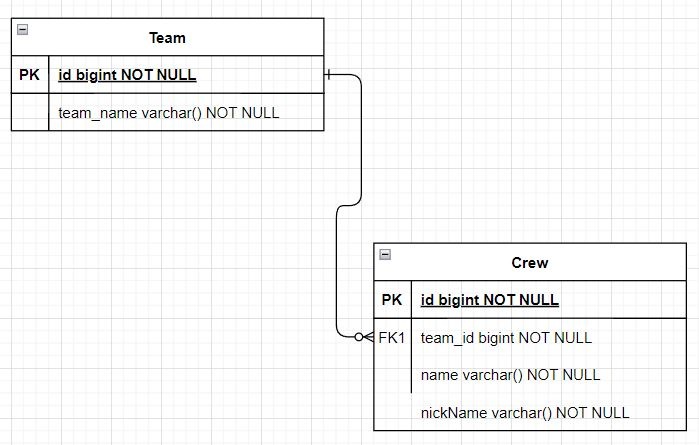 Team
PK id bigint NOT NULL
team_name varchar() NOT NULL
Crew
PK id bigint NOT NULL
FK1 team_id bigint NOT NULL
name varchar() NOT NULL
nickName varchar() NOT NULL